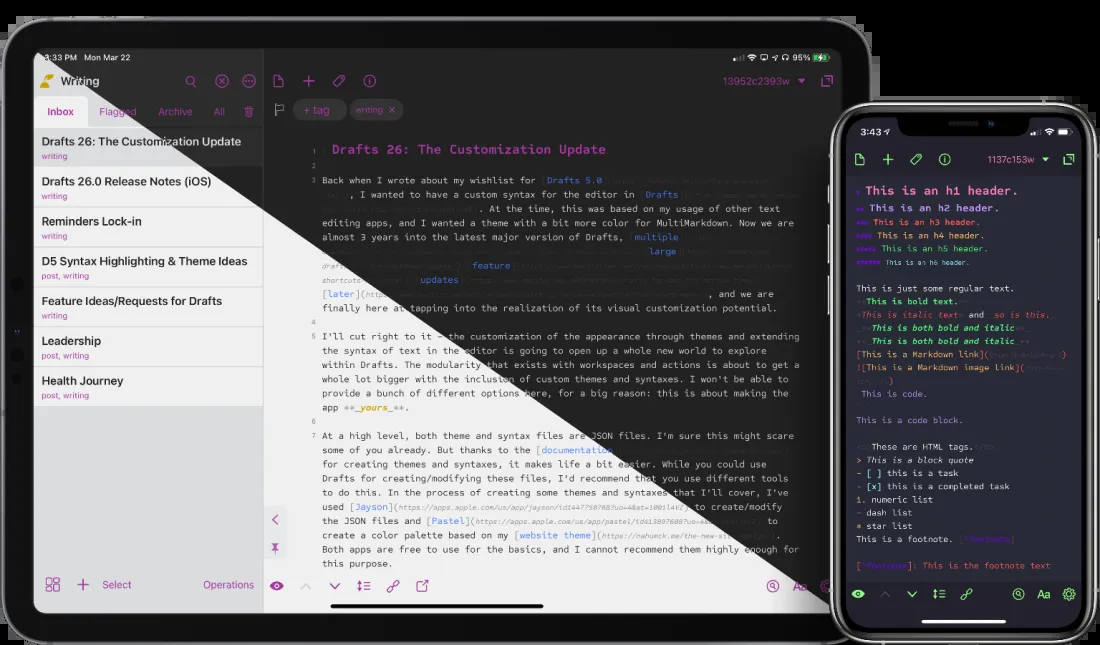 3:33 PM Mon Mar 22
95%
Writing
Inbox Flagged Archive All
Drafts 26: The Customization Update
writing
Drafts 26.0 Release Notes (iOS)
writing
Reminders Lock-in
writing
D5 Syntax Highlighting & Theme Ideas
post, writing
Feature Ideas/Requests for Drafts
writing
Leadership
post, writing
Health Journey
post, writing
Select Operations
13952c2393w
+ tag writing ×
1 Drafts 26: The Customization Update
2
3 Back when I wrote about my wishlist for [Drafts 5.0
, I wanted to have a custom syntax for the editor in [Drafts
. At the time, this was based on my usage of other text
editing apps, and I wanted a theme with a bit more color for MultiMarkdown. Now we are
almost 3 years into the latest major version of Drafts, [multiple
large
feature
updates
[later](https://www. , and we are
finally here at tapping into the realization of its visual customization potential.
4
5 I'll cut right to it - the customization of the appearance through themes and extending
the syntax of text in the editor is going to open up a whole new world to explore
within Drafts. The modularity that exists with workspaces and actions is about to get a
whole lot bigger with the inclusion of custom themes and syntaxes. I won't be able to
provide a bunch of different options here, for a big reason: this is about making the
app **_yours_**.
6
7 At a high level, both theme and syntax files are JSON files. I'm sure this might scare
some of you already. But thanks to the [documentation
for creating themes and syntaxes, it makes life a bit easier. While you could use
Drafts for creating/modifying these files, I'd recommend that you use different tools
to do this. In the process of creating some themes and syntaxes that I'll cover, I've
used [Jayson](https://apps.apple.com/us/app/jayson/id1447750768?uo=4&at=1001l4VZ) to create/modify
the JSON files and [Pastel](https://apps.apple.com/us/app/pastel/id413897608?uo=4& to
create a color palette based on my [website theme](https://nahumck.me/the-new- ).
Both apps are free to use for the basics, and I cannot recommend them highly enough for
this purpose.
Aa
3:43
1137c153w
# This is an h1 header.
## This is an h2 header.
### This is an h3 header.
#### This is an h4 header.
##### This is an h5 header.
###### This is an h6 header.
This is just some regular text.
**This is bold text.
*This is italic text* and _so is this._
This is both bold and italic
This is both bold and italic
[This is a Markdown link]( )
![This is a Markdown image link](
)
This is code.
This is a code block.
These are HTML tags.
> This is a block quote
- [ ] this is a task
- [x] this is a completed task
1. numeric list
- dash list
* star list
This is a footnote. [^footnote]
[^footnote]: This is the footnote text
Aa